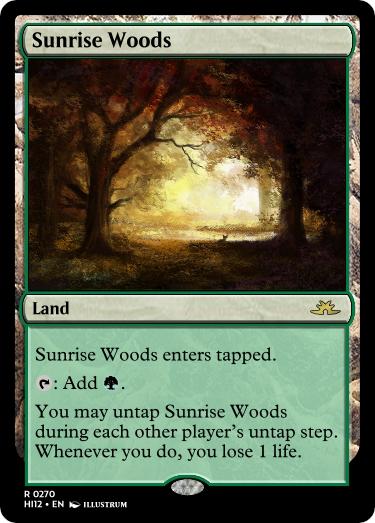 Sunrise Woods
Land
Sunrise Woods enters tapped.
: Add .
You may untap Sunrise Woods
during each other player's untap step.
Whenever you do, you lose 1 life.
R 0270
HI12 • EN ILLUSTRUM